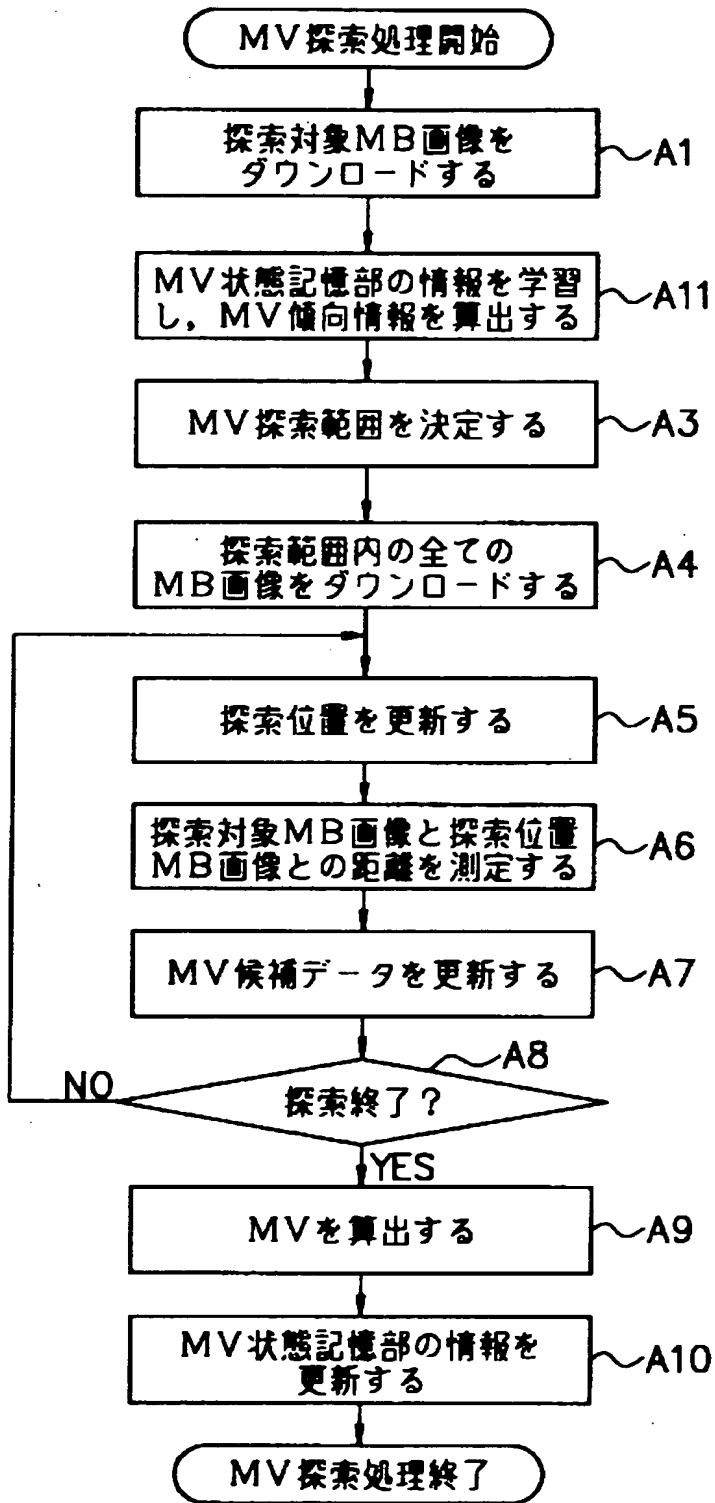 MV探索処理開始
探索対象MB画像を
ダウンロードする
A1
MV状態記憶部の情報を学習
し,MV傾向情報を算出する
A11
MV探索範囲を決定する
A3
探索範囲内の全ての
MB画像をダウンロードする
A4
探索位置を更新する
A5
探索対象MB画像と探索位置
MB画像との距離を測定する
A6
MV候補データを更新する
A7
A8
NO
探索終了?
YES
MVを算出する
A9
MV状態記憶部の情報を
更新する
A10
MV探索処理終了